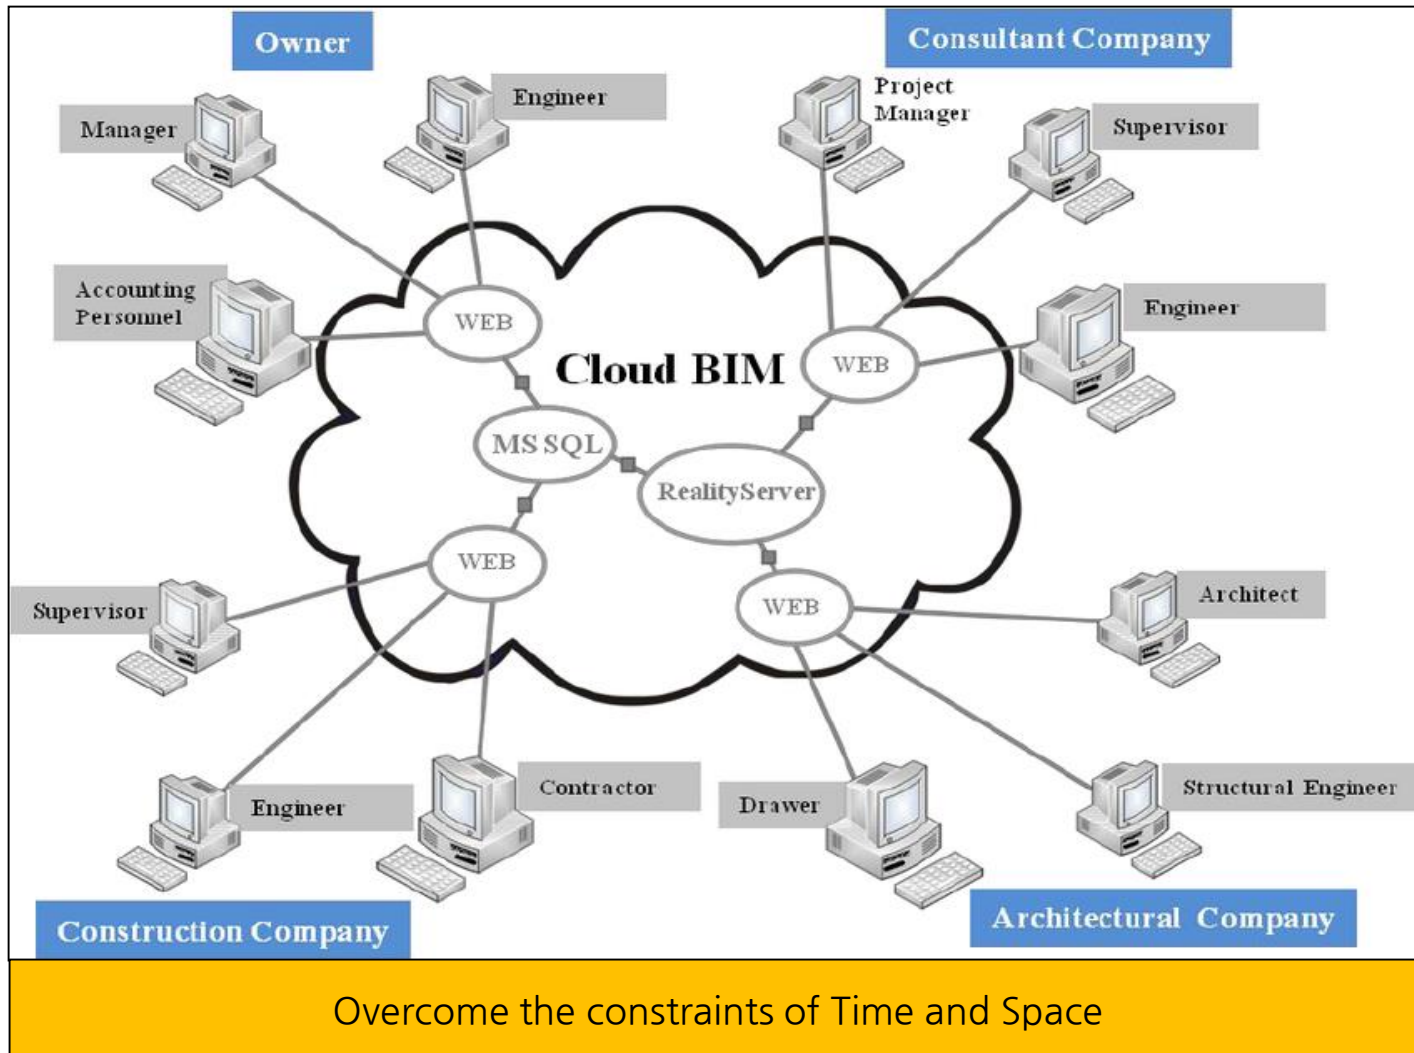 Owner
Consultant Company
Manager
Engineer
Project
Manager
Supervisor
Accounting
Personnel
Engineer
WEB
WEB
Cloud BIM
MS SQL
RealityServer
WEB
WEB
Supervisor
Architect
Engineer
Contractor
Drawer
Structural Engineer
Construction Company
Architectural Company
Overcome the constraints of Time and Space